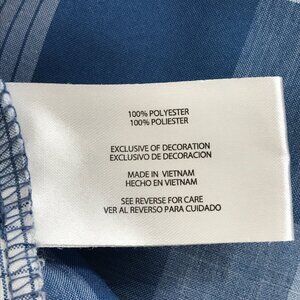 100% POLYESTER
100% POLIESTER
EXCLUSIVE OF DECORATION
EXCLUSIVO DE DECORACION
MADE IN VIETNAM
HECHO EN VIETNAM
SEE REVERSE FOR CARE
VER AL REVERSO PARA CUIDADO